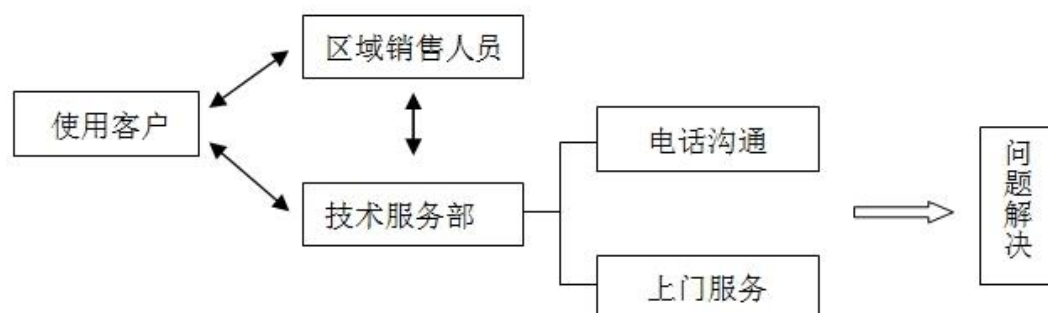 区域销售人员
使用客户
电话沟通
技术服务部
上门服务
问题解决